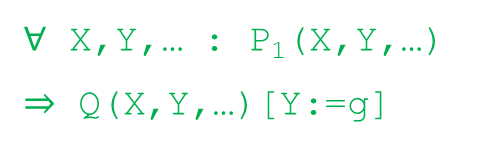 ∀ X,Y,… : P₁(X,Y,…)
⇒ Q(X,Y,…)[Y:=g]